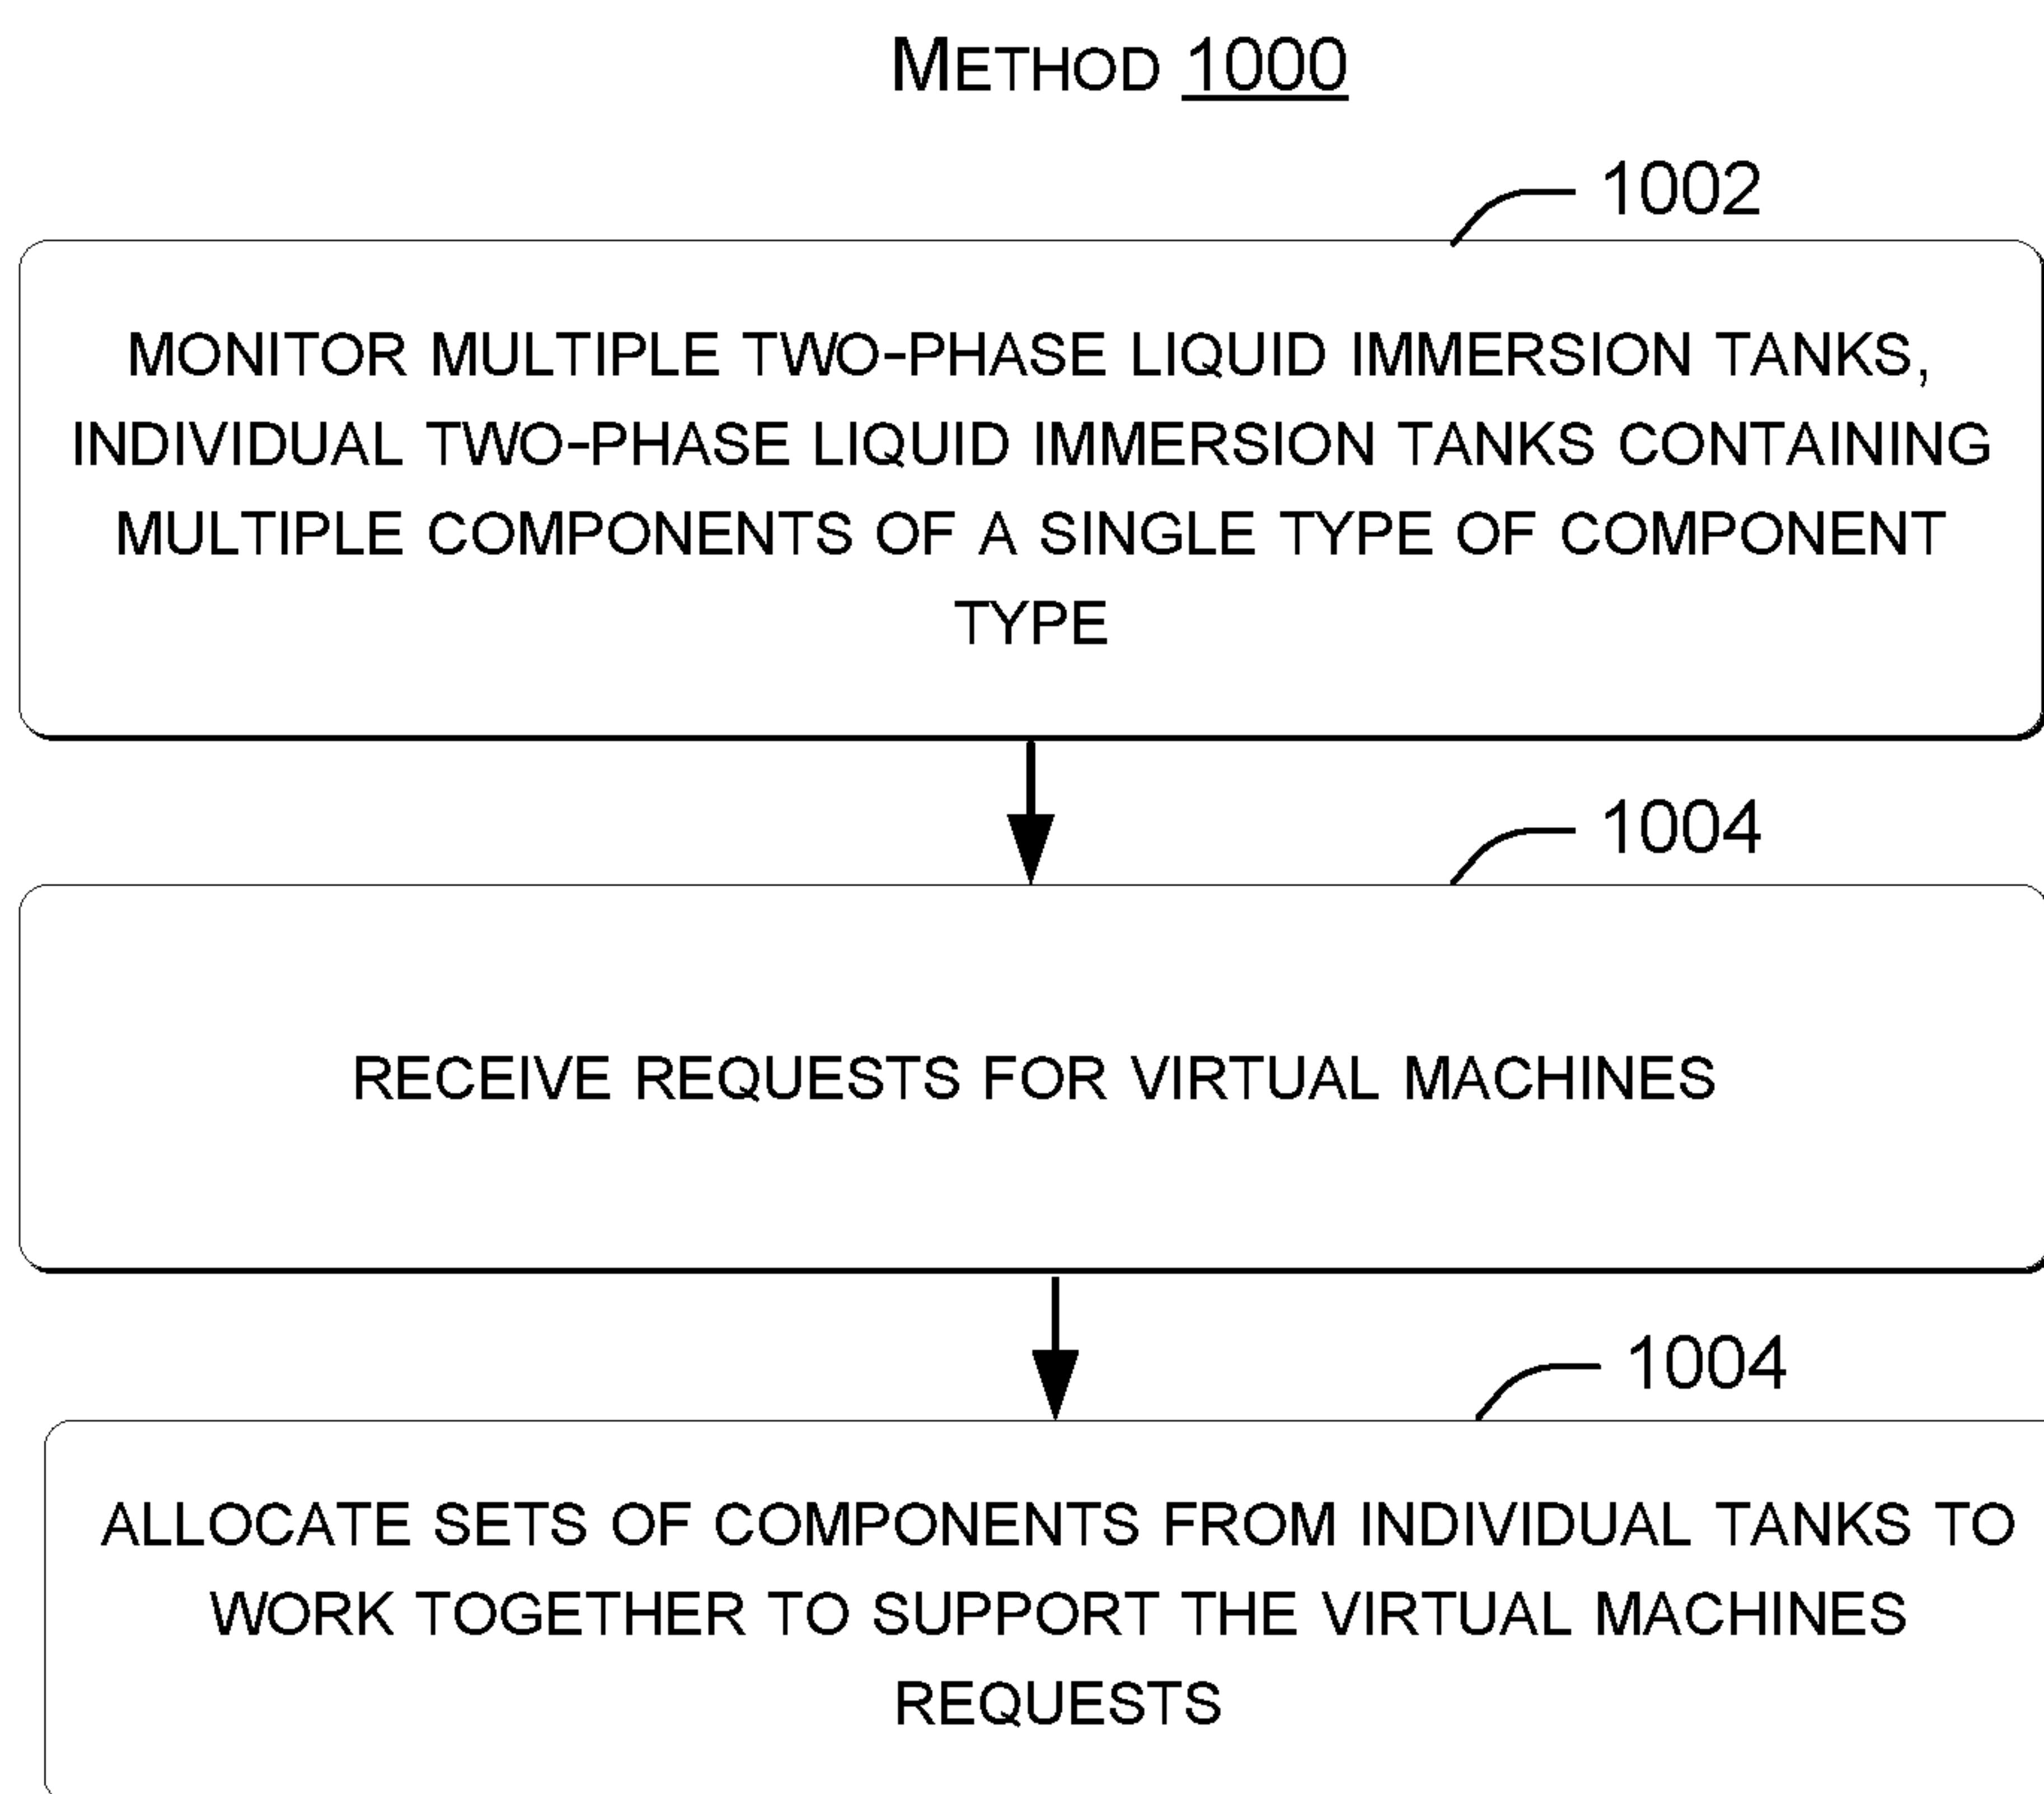 METHOD 1000
1002
MONITOR MULTIPLE TWO-PHASE LIQUID IMMERSION TANKS,
INDIVIDUAL TWO-PHASE LIQUID IMMERSION TANKS CONTAINING
MULTIPLE COMPONENTS OF A SINGLE TYPE OF COMPONENT
TYPE
1004
RECEIVE REQUESTS FOR VIRTUAL MACHINES
1004
ALLOCATE SETS OF COMPONENTS FROM INDIVIDUAL TANKS TO
WORK TOGETHER TO SUPPORT THE VIRTUAL MACHINES
REQUESTS